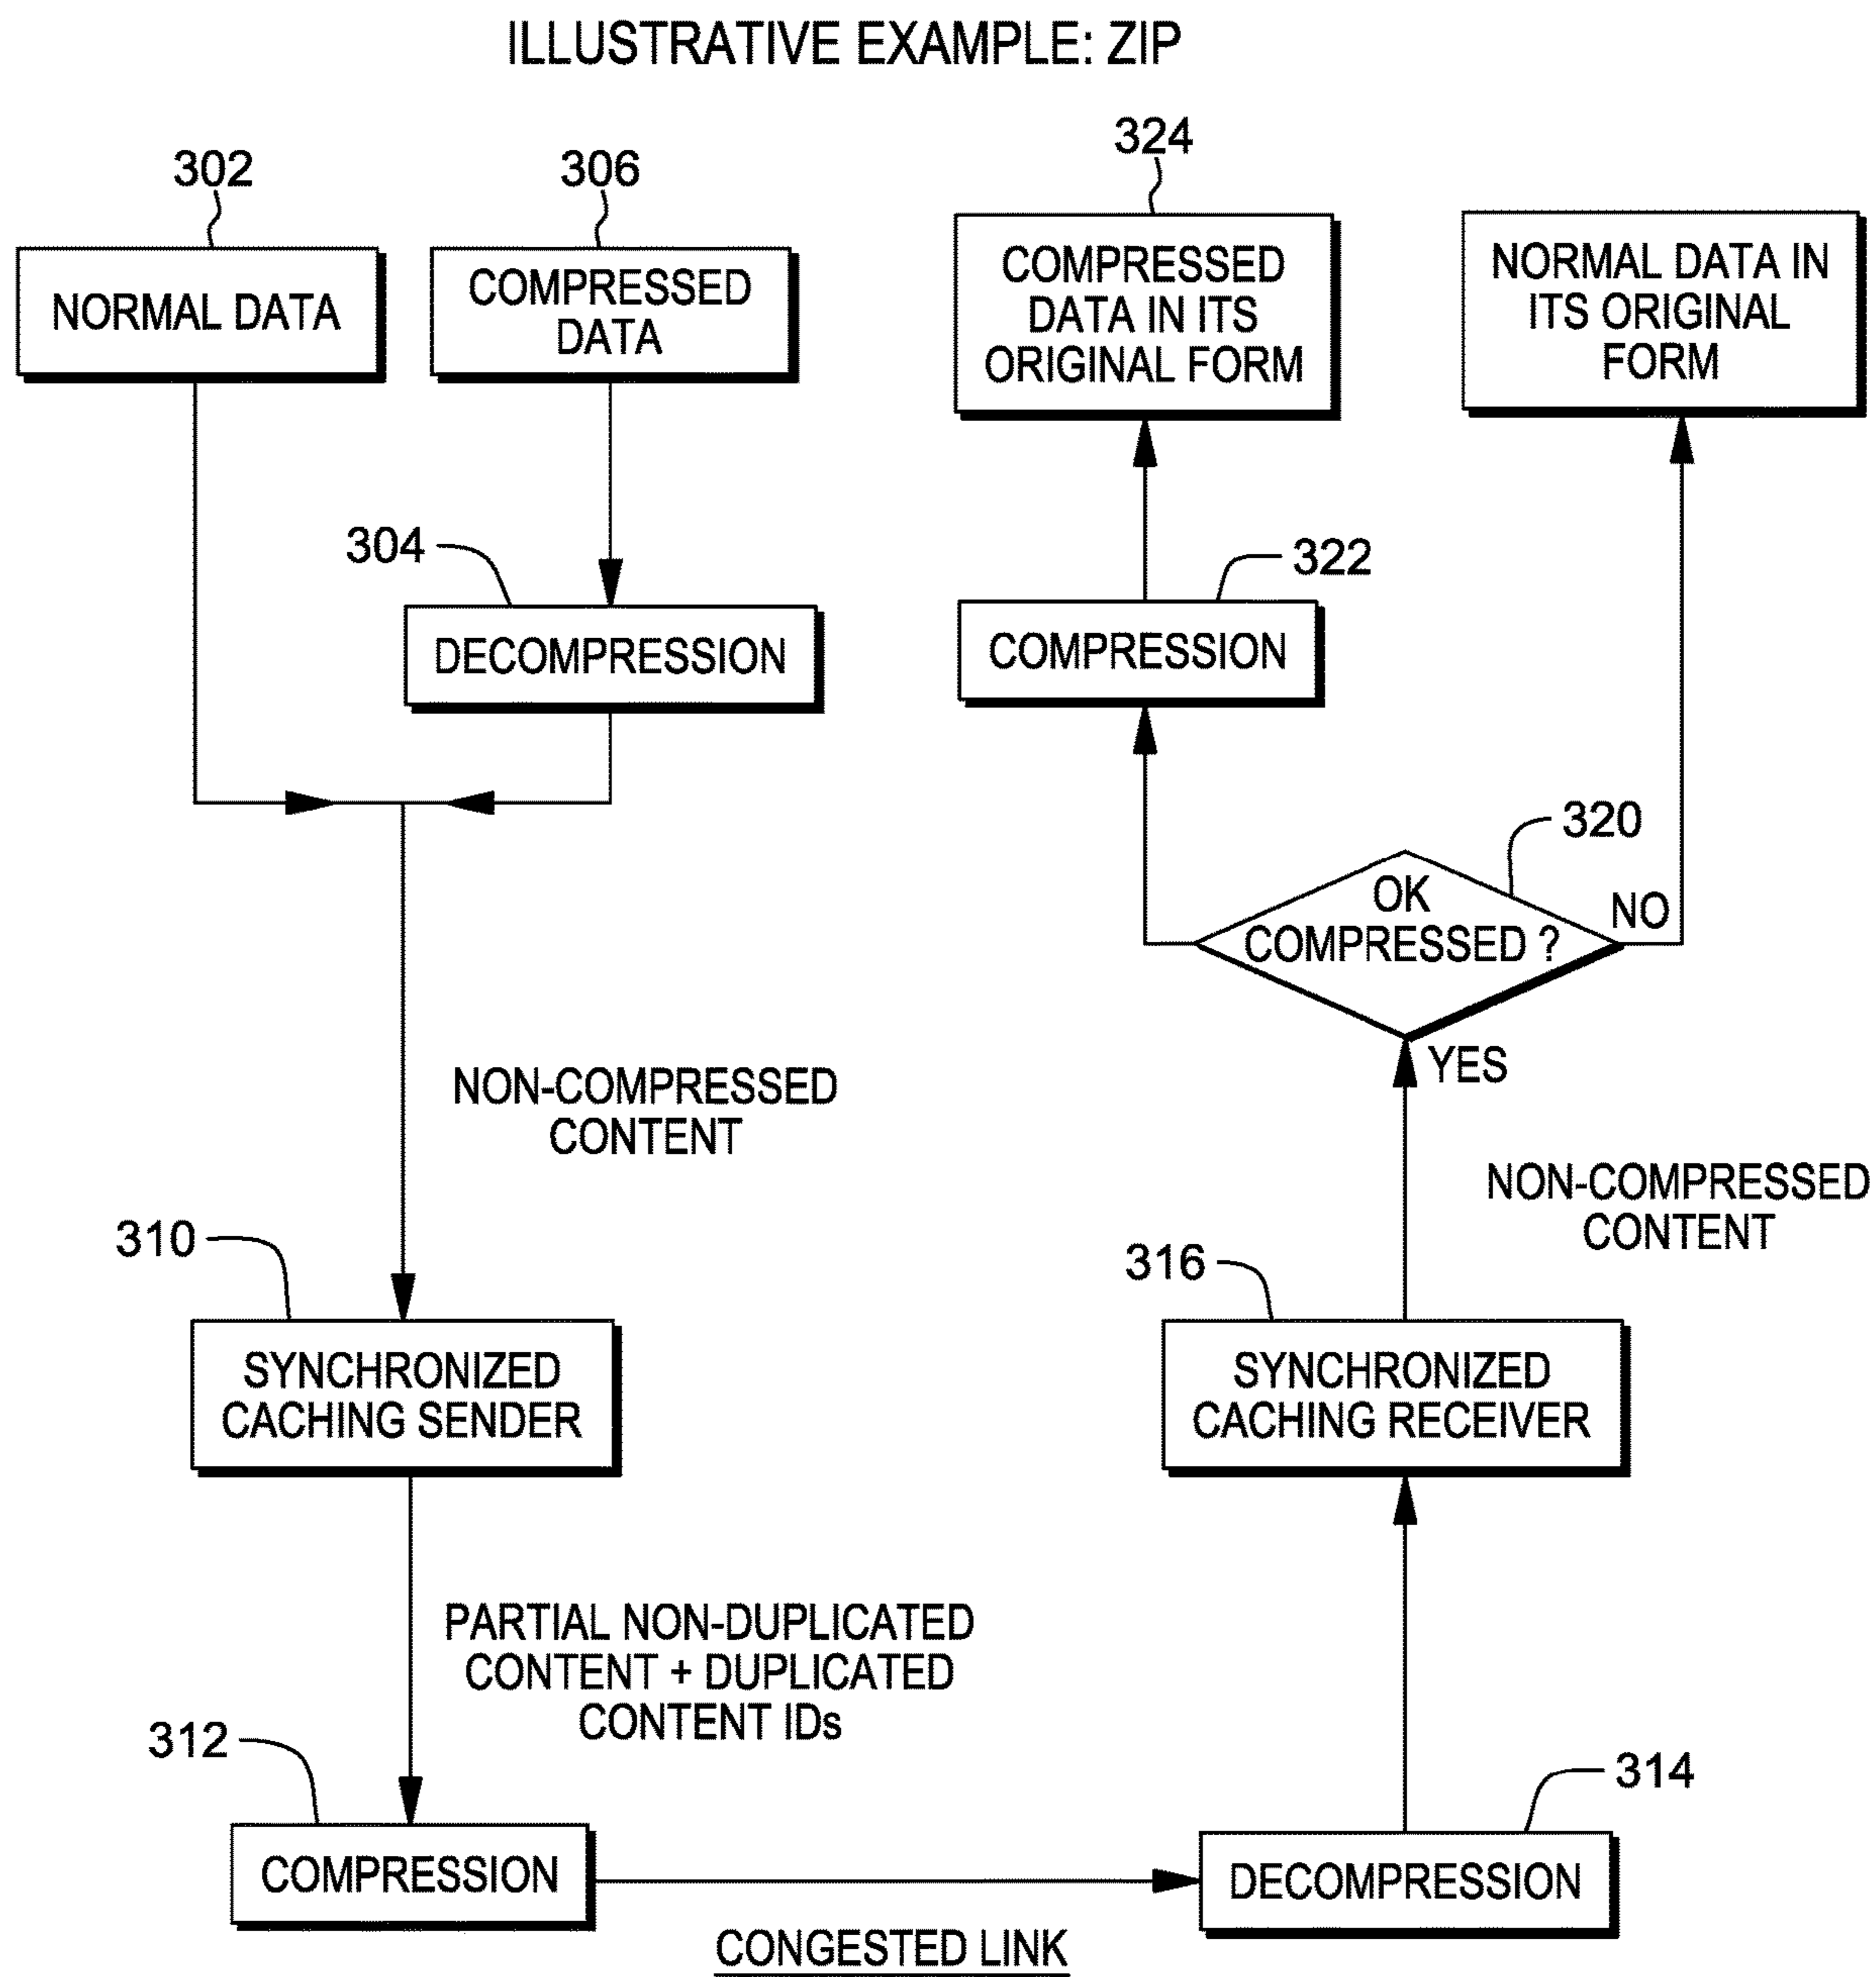 ILLUSTRATIVE EXAMPLE: ZIP
302
306
324
NORMAL DATA
COMPRESSED
DATA
COMPRESSED
DATA IN ITS
ORIGINAL FORM
NORMAL DATA IN
ITS ORIGINAL
FORM
304
322
DECOMPRESSION
COMPRESSION
320
OK
COMPRESSED ?
NO
YES
NON-COMPRESSED
CONTENT
NON-COMPRESSED
CONTENT
310
316
SYNCHRONIZED
CACHING SENDER
SYNCHRONIZED
CACHING RECEIVER
PARTIAL NON-DUPLICATED
CONTENT + DUPLICATED
CONTENT IDs
312
314
COMPRESSION
DECOMPRESSION
CONGESTED LINK